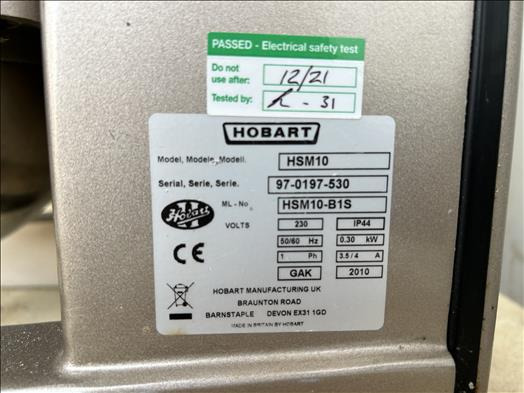 PASSED - Electrical safety test
Do not use after: 12/21
Tested by: - 31
HOBART
Model, Modele, Modell. HSM10
Serial, Serie, Serie. 97-0197-530
Hobart
ML - No HSM10-B1S
VOLTS 230 IP44
50/60 Hz 0.30 kW
1 Ph 3.5 / 4 A
GAK 2010
CE
HOBART MANUFACTURING UK
BRAUNTON ROAD
BARNSTAPLE DEVON EX31 1GD
MADE IN BRITAIN BY HOBART